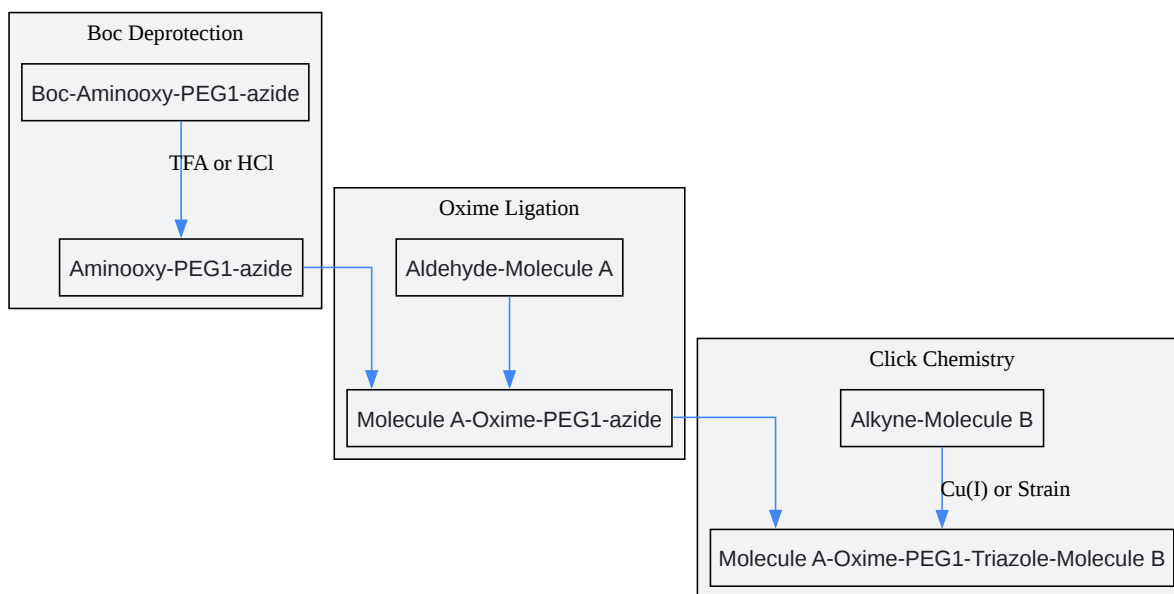 Boc Deprotection
Boc-Aminooxy-PEG1-azide
TFA or HCl
Aminooxy-PEG1-azide
Oxime Ligation
Aldehyde-Molecule A
Molecule A-Oxime-PEG1-azide
Click Chemistry
Alkyne-Molecule B
Cu(I) or Strain
Molecule A-Oxime-PEG1-Triazole-Molecule B